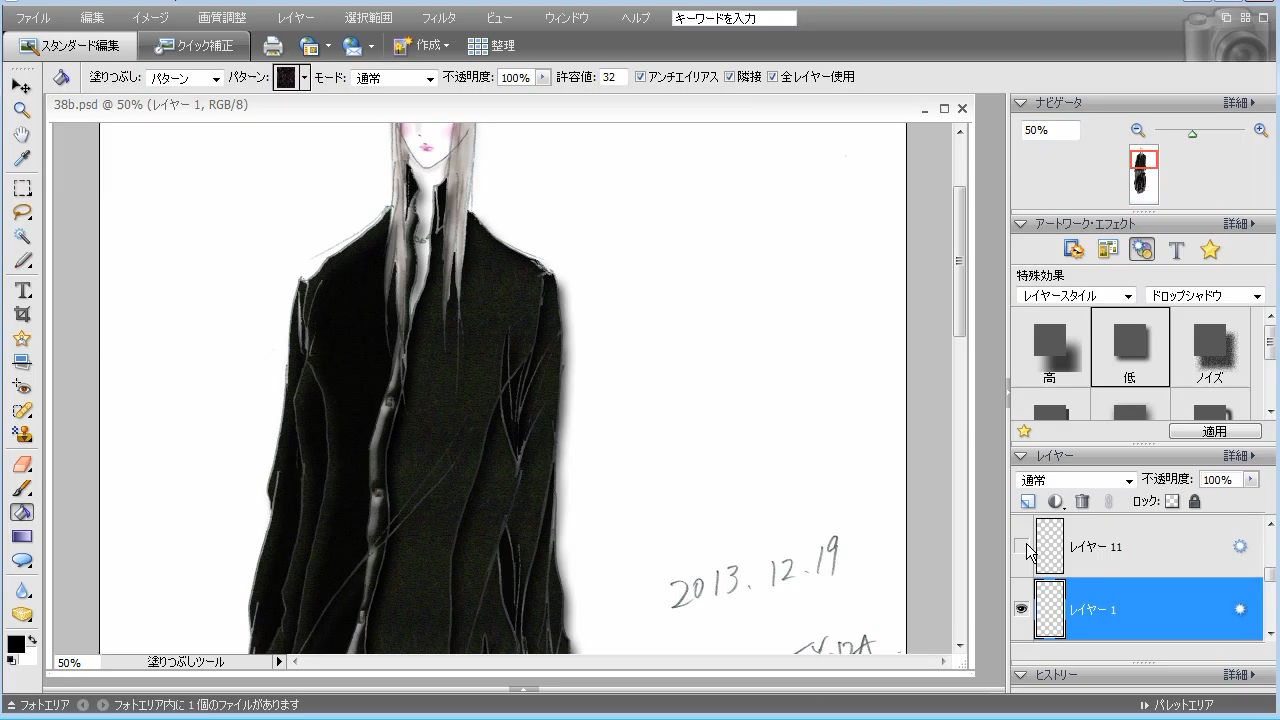 ファイル 編集 イメージ 画質調整 レイヤー 選択範囲 フィルタ ビュー ウィンドウ ヘルプ キーワードを入力
スタンダード編集 クイック補正 作成 整理
塗りつぶし: パターン パターン: モード: 通常 不透明度: 100% 許容値: 32 アンチエイリアス 隣接 全レイヤー使用
38b.psd @ 50% (レイヤー 1, RGB/8)
2013.12.19
50% 塗りつぶしツール
ナビゲータ 詳細
50%
アートワーク・エフェクト 詳細
T
特殊効果
レイヤースタイル ドロップシャドウ
高 低 ノイズ
適用
レイヤー 詳細
通常 不透明度: 100%
ロック:
レイヤー 11
レイヤー 1
ヒストリー
フォトエリア フォトエリア内に 1 個のファイルがあります パレットエリア